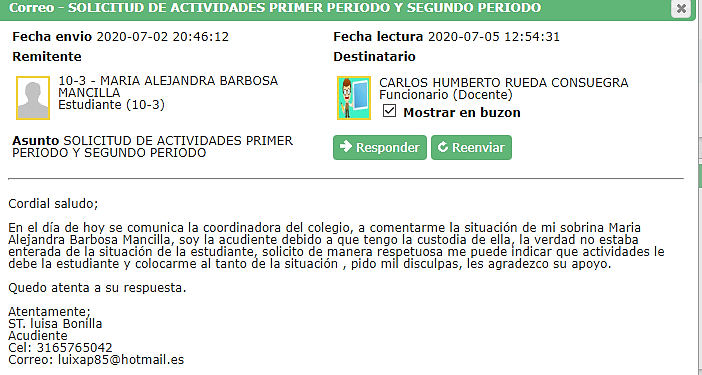 Correo - SOLICITUD DE ACTIVIDADES PRIMER PERIODO Y SEGUNDO PERIODO
Fecha envio 2020-07-02 20:46:12
Fecha lectura 2020-07-05 12:54:31
Remitente
Destinatario
10-3 - MARIA ALEJANDRA BARBOSA
MANCILLA
Estudiante (10-3)
CARLOS HUMBERTO RUEDA CONSUEGRA
Funcionario (Docente)
Mostrar en buzon
Asunto SOLICITUD DE ACTIVIDADES PRIMER
PERIODO Y SEGUNDO PERIODO
Responder
Reenviar
Cordial saludo;
En el día de hoy se comunica la coordinadora del colegio, a comentarme la situación de mi sobrina Maria
Alejandra Barbosa Mancilla, soy la acudiente debido a que tengo la custodia de ella, la verdad no estaba
enterada de la situación de la estudiante, solicito de manera respetuosa me puede indicar que actividades le
debe la estudiante y colocarme al tanto de la situación , pido mil disculpas, les agradezco su apoyo.
Quedo atenta a su respuesta.
Atentamente;
ST. luisa Bonilla
Acudiente
Cel: 3165765042
Correo: luixap85@hotmail.es